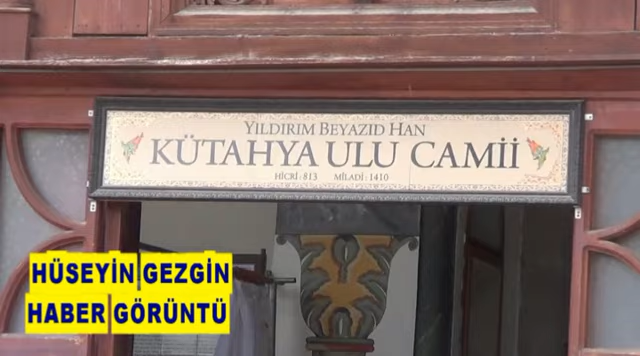 YILDIRIM BEYAZID HAN
KÜTAHYA ULU CAMİİ
HİCRİ : 813 MİLADİ : 1410
HÜSEYİN GEZGİN
HABER GÖRÜNTÜ